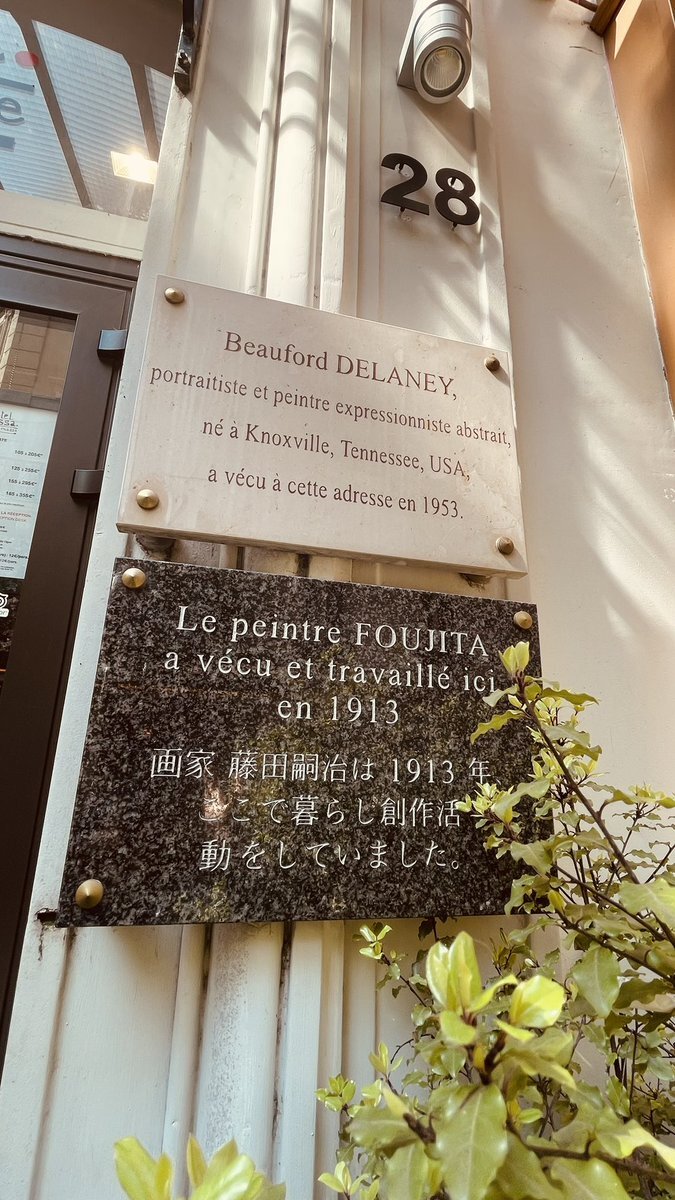 28
Beauford DELANEY,
portraitiste et peintre expressionniste abstrait,
né à Knoxville, Tennessee, USA,
a vécu à cette adresse en 1953.
Le peintre FOUJITA
a vécu et travaillé ici
en 1913
画家 藤田嗣治は 1913 年、
ここで暮らし創作活
動をしていました。